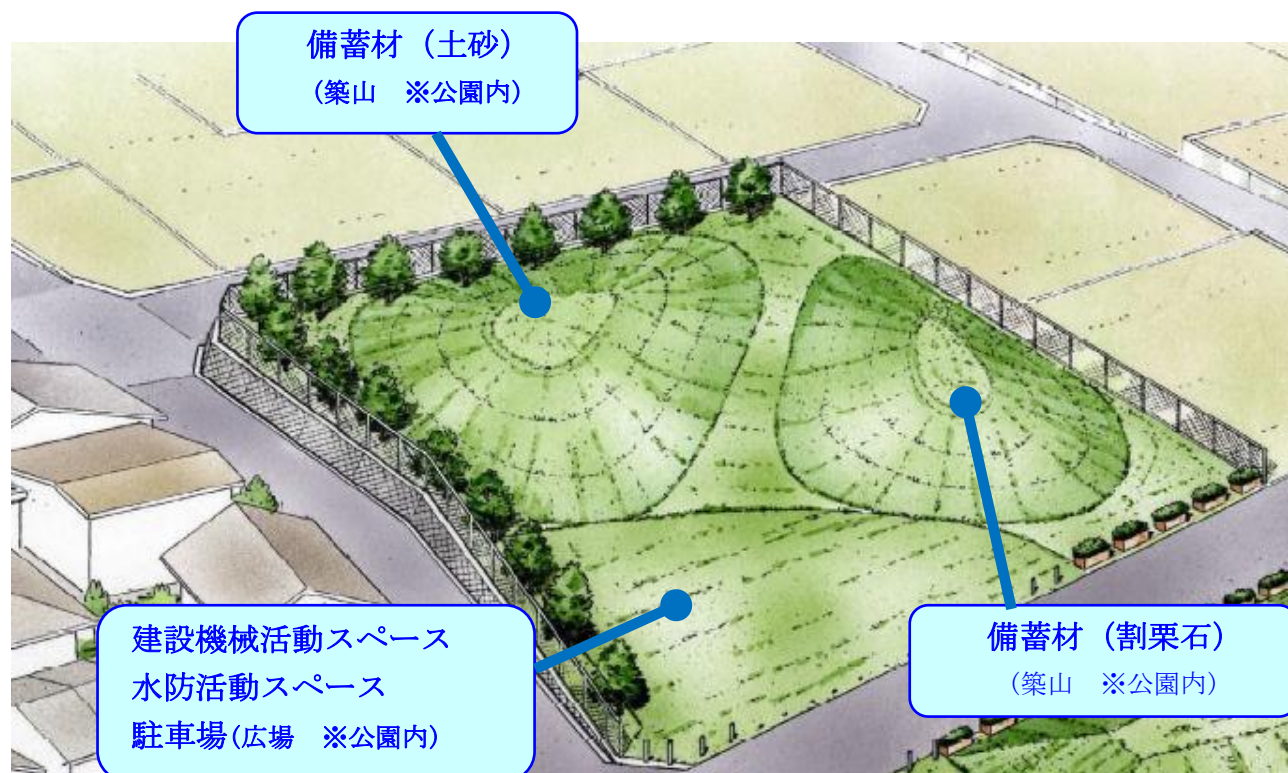 備蓄材（土砂）
（築山　※公園内）
建設機械活動スペース
水防活動スペース
駐車場（広場　※公園内）
備蓄材（割栗石）
（築山　※公園内）